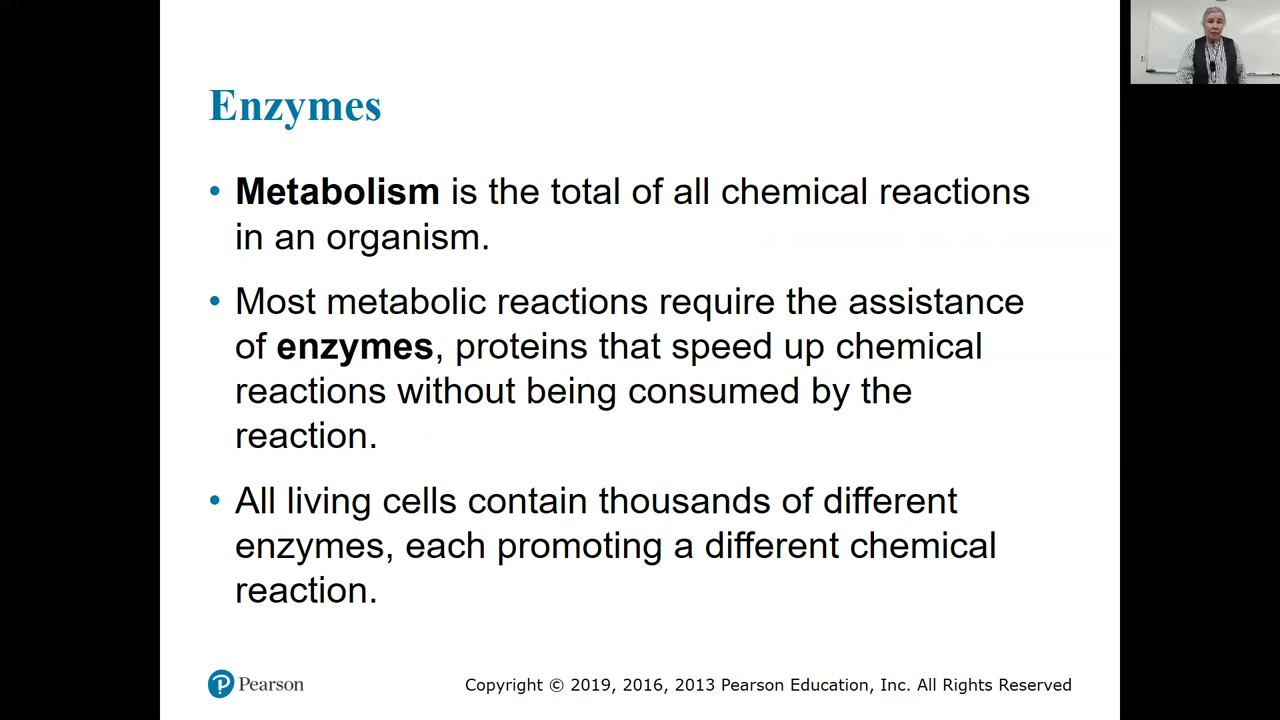 Enzymes
• Metabolism is the total of all chemical reactions
in an organism.
• Most metabolic reactions require the assistance
of enzymes, proteins that speed up chemical
reactions without being consumed by the
reaction.
• All living cells contain thousands of different
enzymes, each promoting a different chemical
reaction.
P Pearson
Copyright © 2019, 2016, 2013 Pearson Education, Inc. All Rights Reserved